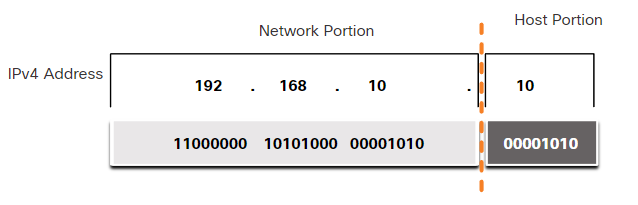 Network Portion
Host Portion
IPv4 Address
192 . 168 . 10 . 10
11000000 10101000 00001010 00001010